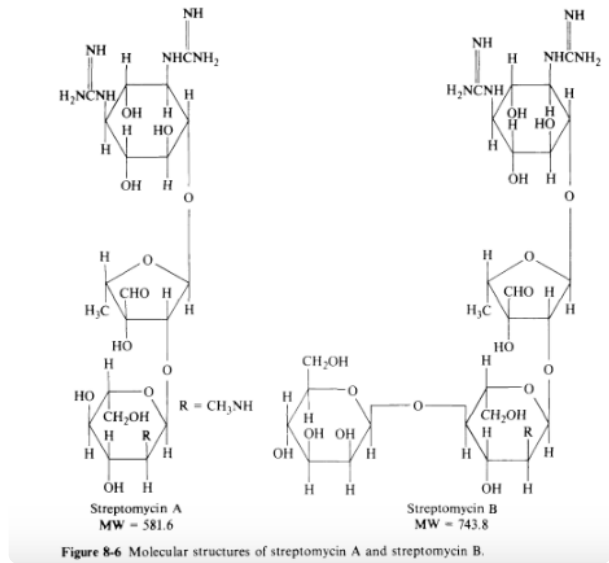 NH
NH
H
NHCNH₂
H₂NCNH
H
OH
H
H
HO
H
OH
H
O
H
O
CHO
H
H₃C
H
HO
H
O
HO
O
CH₂OH
R = CH₃NH
H
R
H
H
OH
H
Streptomycin A
MW = 581.6
NH
NH
H
NHCNH₂
H₂NCNH
H
OH
H
H
HO
H
OH
H
O
H
O
CHO
H
H₃C
H
HO
H
O
CH₂OH
H
O
O
O
CH₂OH
H
H
R
OH
OH
OH
H
H
H
H
H
OH
H
Streptomycin B
MW = 743.8
Figure 8-6 Molecular structures of streptomycin A and streptomycin B.